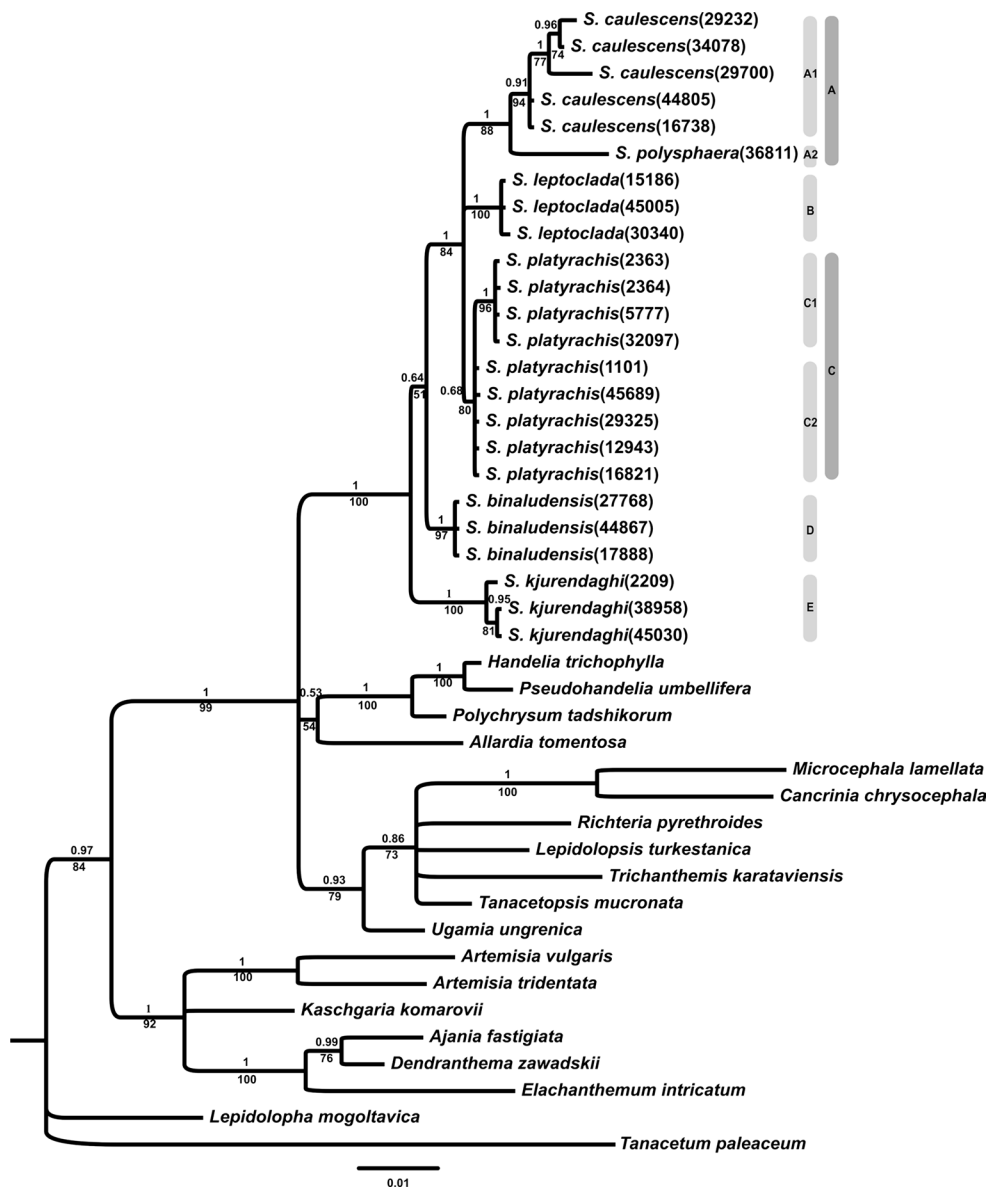 0.96
S. caulescens(29232)
S. caulescens(34078)
1
74
77
S. caulescens(29700)
0.91
94
S. caulescens(44805)
A1
A
1
88
S. caulescens(16738)
S. polysphaera(36811)
A2
S. leptoclada(15186)
1
100
S. leptoclada(45005)
B
S. leptoclada(30340)
1
84
S. platyrachis(2363)
S. platyrachis(2364)
1
96
C1
S. platyrachis(5777)
S. platyrachis(32097)
S. platyrachis(1101)
C
0.64
51
0.68
80
S. platyrachis(45689)
S. platyrachis(29325)
C2
S. platyrachis(12943)
S. platyrachis(16821)
1
100
S. binaludensis(27768)
1
97
S. binaludensis(44867)
D
S. binaludensis(17888)
S. kjurendaghi(2209)
1
100
0.95
S. kjurendaghi(38958)
E
81
S. kjurendaghi(45030)
Handelia trichophylla
1
100
Pseudohandelia umbellifera
0.53
54
1
100
Polychrysum tadshikorum
1
99
Allardia tomentosa
Microcephala lamellata
1
100
Cancrinia chrysocephala
Richteria pyrethroides
0.86
73
Lepidolopsis turkestanica
0.97
84
Trichanthemis karataviensis
0.93
79
Tanacetopsis mucronata
Ugamia ungrenica
Artemisia vulgaris
1
100
Artemisia tridentata
1
92
Kaschgaria komarovii
Ajania fastigiata
0.99
76
Dendranthema zawadskii
1
100
Elachanthemum intricatum
Lepidolopha mogoltavica
Tanacetum paleaceum
0.01